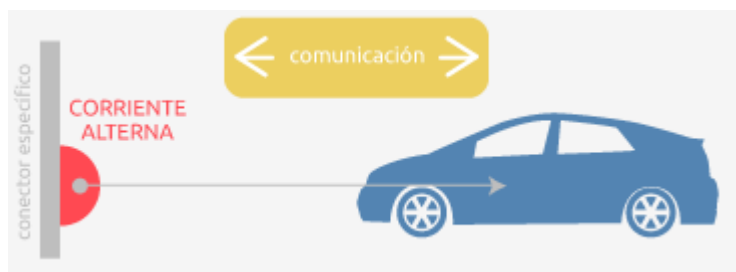 comunicación
CORRIENTE
ALTERNA
conector específico